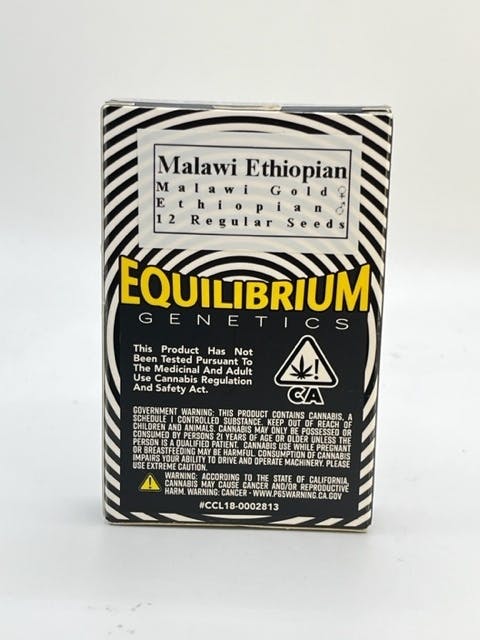 Malawi Ethiopian
Malawi Gold ♀
Ethiopian ♂
12 Regular Seeds
EQUILIBRIUM
GENETICS
This Product Has Not
Been Tested Pursuant To
The Medicinal And Adult
Use Cannabis Regulation
And Safety Act.
!
CA
GOVERNMENT WARNING: THIS PRODUCT CONTAINS CANNABIS, A
SCHEDULE I CONTROLLED SUBSTANCE. KEEP OUT OF REACH OF
CHILDREN AND ANIMALS. CANNABIS MAY ONLY BE POSSESSED OR
CONSUMED BY PERSONS 21 YEARS OF AGE OR OLDER UNLESS THE
PERSON IS A QUALIFIED PATIENT. CANNABIS USE WHILE PREGNANT
OR BREASTFEEDING MAY BE HARMFUL. CONSUMPTION OF CANNABIS
IMPAIRS YOUR ABILITY TO DRIVE AND OPERATE MACHINERY. PLEASE
USE EXTREME CAUTION.
! WARNING: ACCORDING TO THE STATE OF CALIFORNIA,
CANNABIS MAY CAUSE CANCER AND/OR REPRODUCTIVE
HARM. WARNING: CANCER - WWW.P65WARNING.CA.GOV
#CCL18-0002813